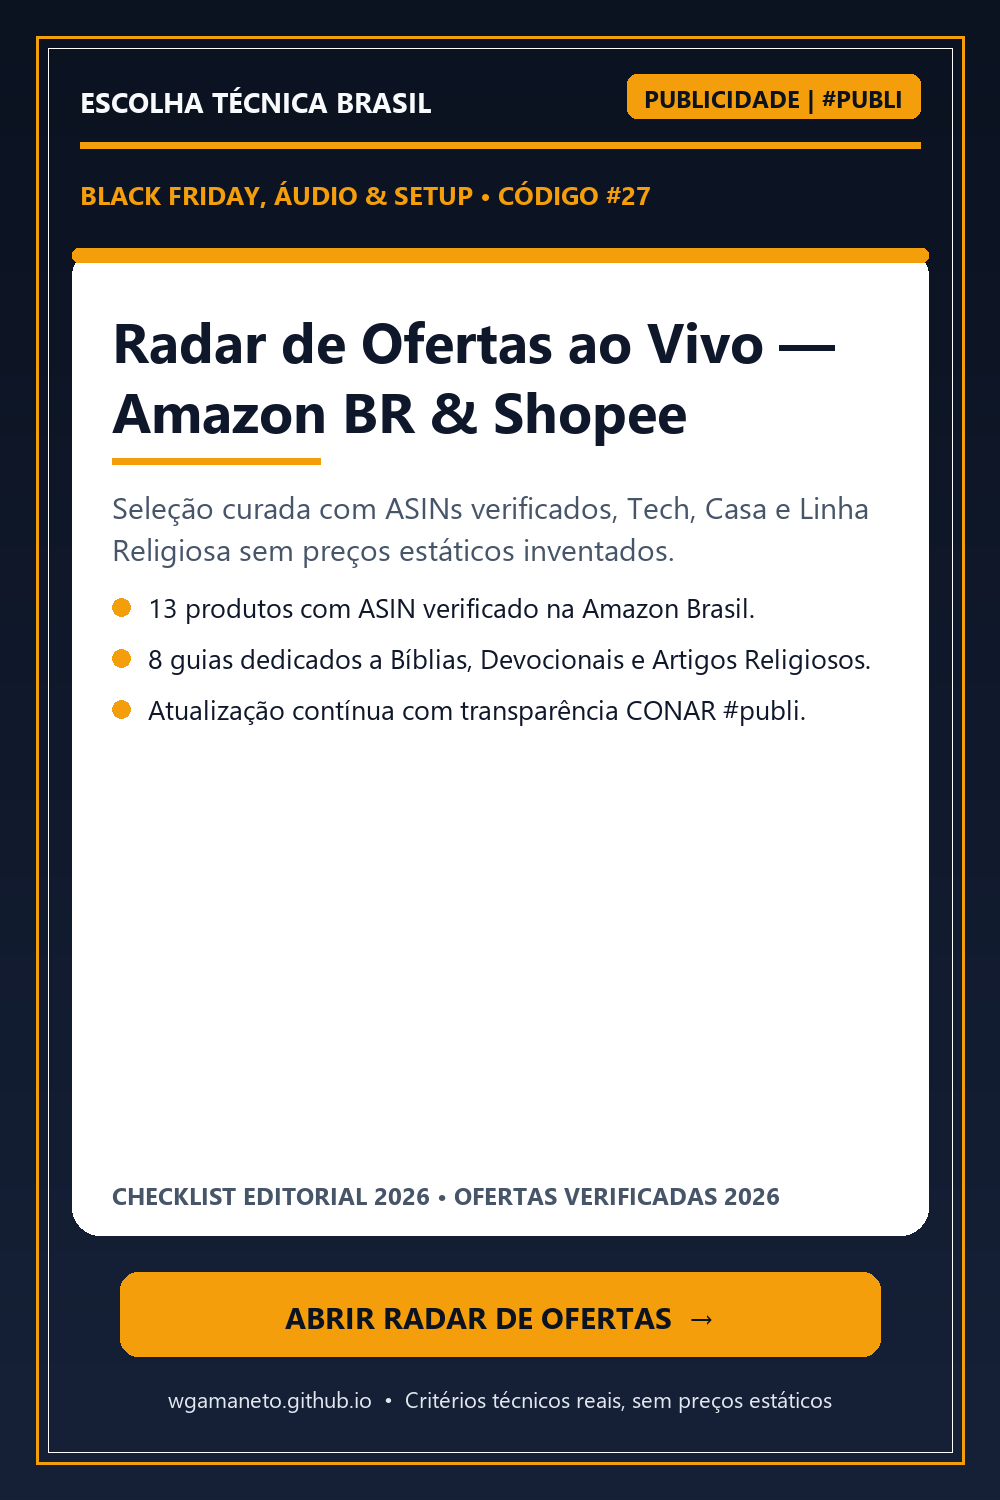 ESCOLHA TÉCNICA BRASIL
PUBLICIDADE | #PUBLI
BLACK FRIDAY, ÁUDIO & SETUP • CÓDIGO #27
Radar de Ofertas ao Vivo —
Amazon BR & Shopee
Seleção curada com ASINs verificados, Tech, Casa e Linha
Religiosa sem preços estáticos inventados.
13 produtos com ASIN verificado na Amazon Brasil.
8 guias dedicados a Bíblias, Devocionais e Artigos Religiosos.
Atualização contínua com transparência CONAR #publi.
CHECKLIST EDITORIAL 2026 • OFERTAS VERIFICADAS 2026
ABRIR RADAR DE OFERTAS →
wgamaneto.github.io • Critérios técnicos reais, sem preços estáticos